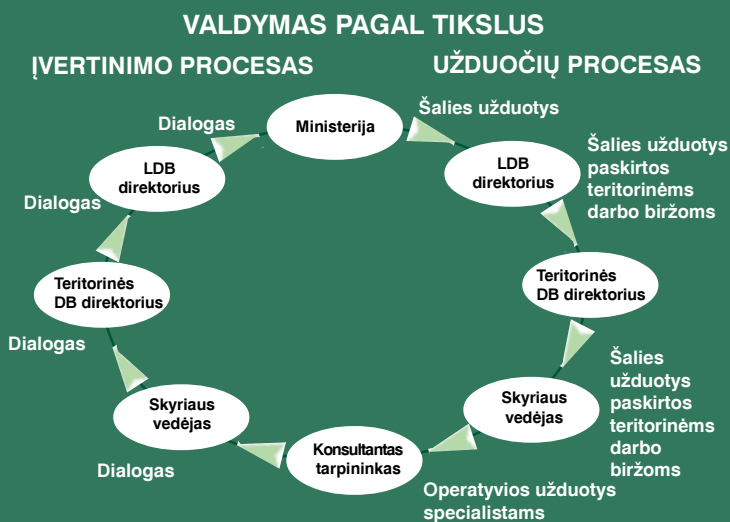 VALDYMAS PAGAL TIKSLUS
ĮVERTINIMO PROCESAS
UŽDUOČIŲ PROCESAS
Ministerija
Šalies užduotys
LDB
direktorius
Šalies užduotys
paskirtos
teritorinėms
darbo biržoms
Teritorinės
DB direktorius
Šalies
užduotys
paskirtos
teritorinėms
darbo
biržoms
Skyriaus
vedėjas
Operatyvios užduotys
specialistams
Konsultantas
tarpininkas
Dialogas
Skyriaus
vedėjas
Dialogas
Teritorinės
DB direktorius
Dialogas
LDB
direktorius
Dialogas